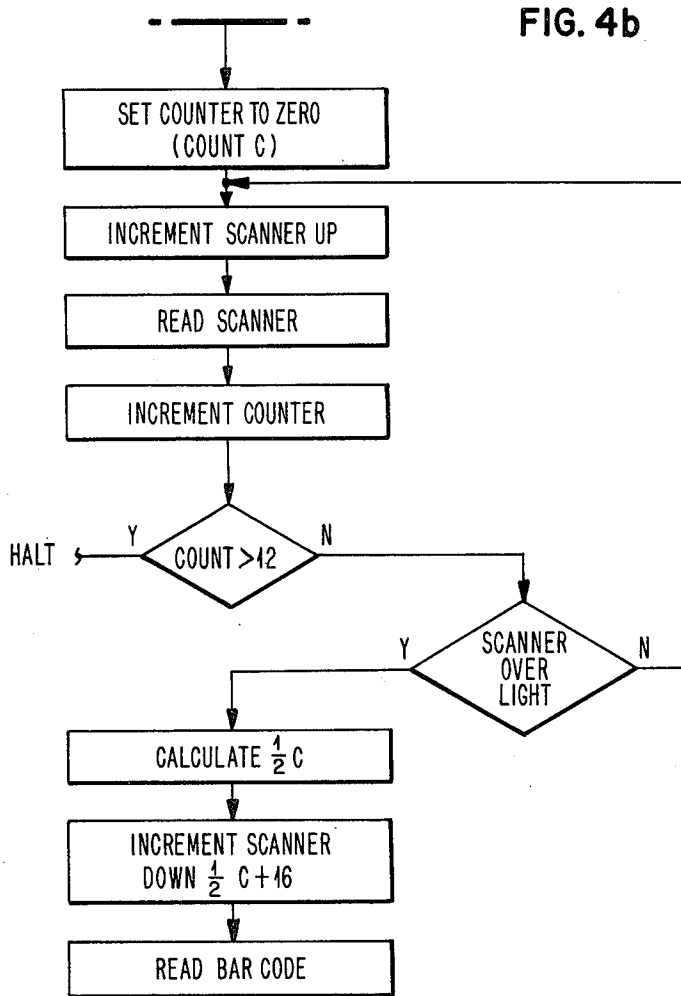 FIG. 4b
SET COUNTER TO ZERO
(COUNT C)
INCREMENT SCANNER UP
READ SCANNER
INCREMENT COUNTER
HALT
Y
COUNT >12
N
Y
SCANNER
OVER
LIGHT
N
CALCULATE 1/2 C
INCREMENT SCANNER
DOWN 1/2 C+16
READ BAR CODE